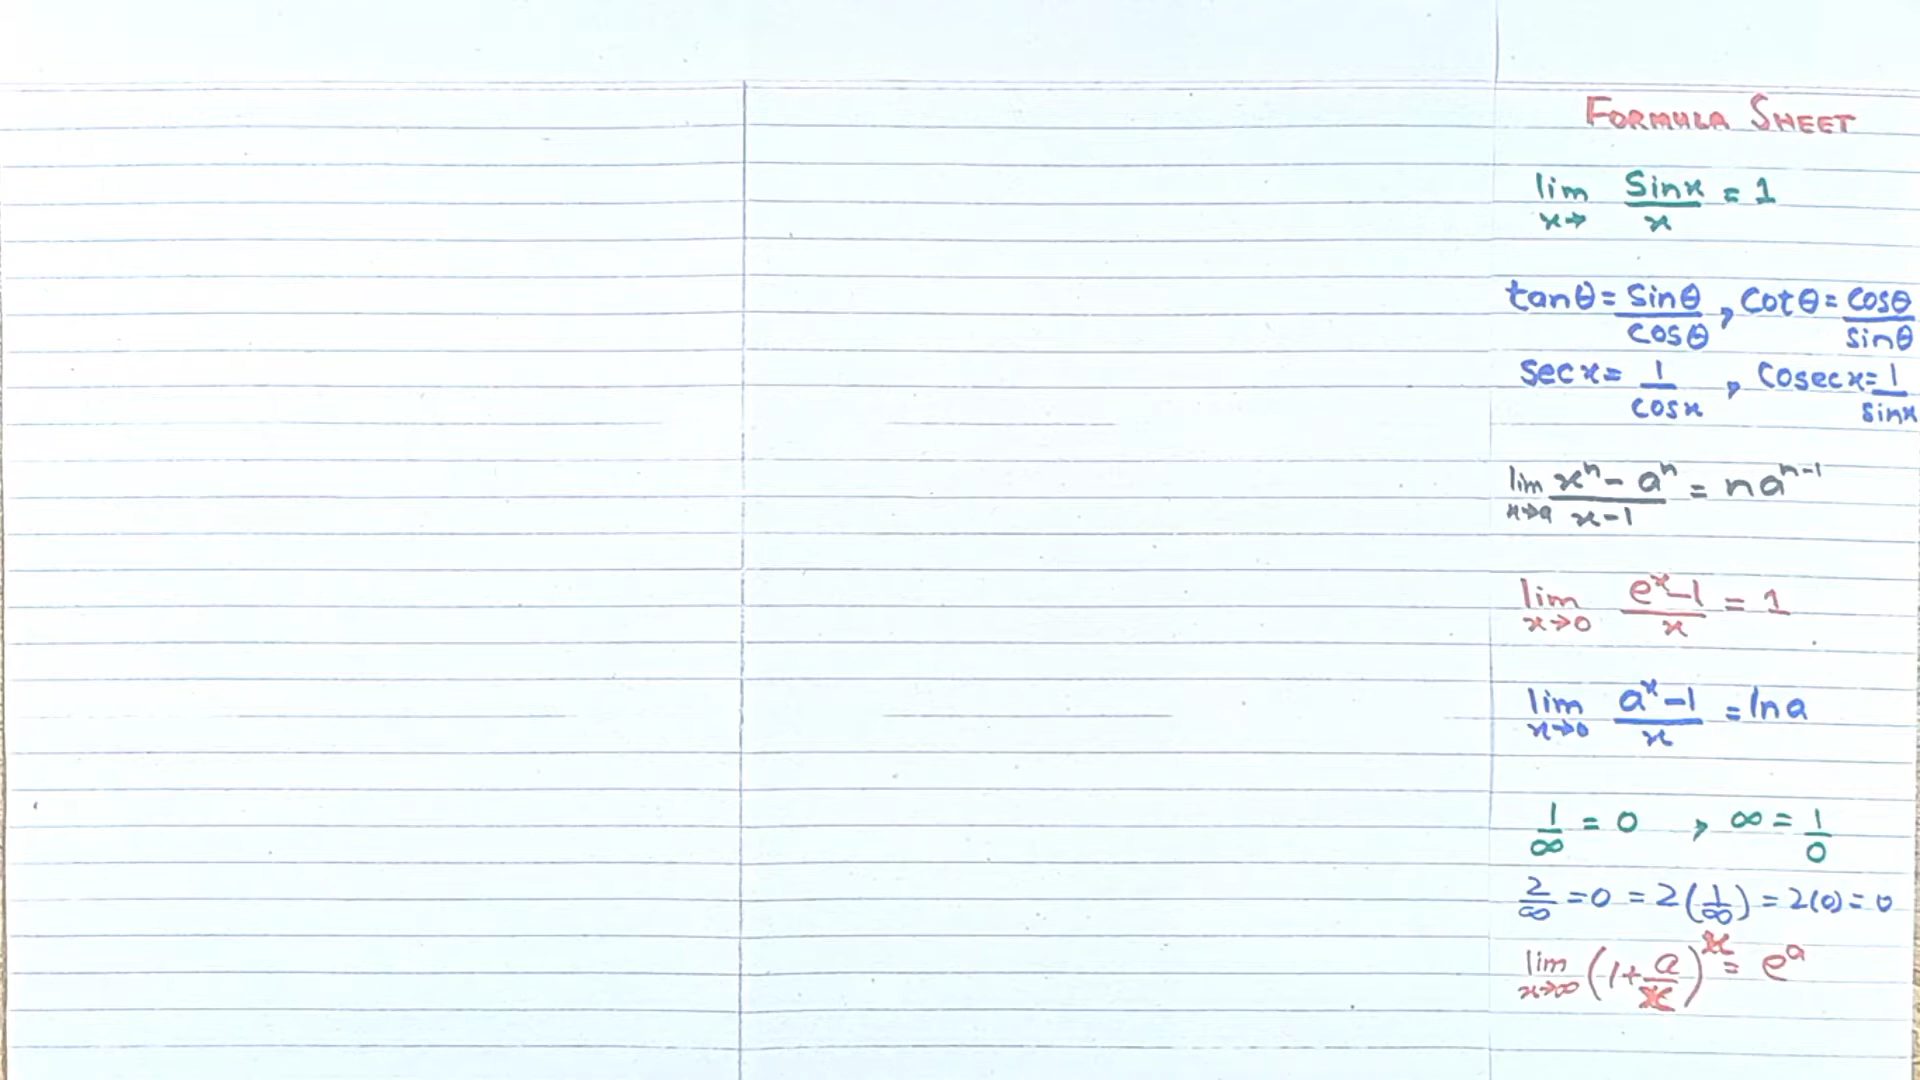 FORMULA SHEET
lim x→ sinx/x = 1
tanθ = sinθ/cosθ , cotθ = cosθ/sinθ
secx = 1/cosx , cosecx = 1/sinx
lim x→a xⁿ - aⁿ/x-1 = naⁿ⁻¹
lim x→0 eˣ-1/x = 1
lim x→0 aˣ-1/x = lna
1/∞ = 0 , ∞ = 1/0
2/∞ = 0 = 2(1/∞) = 2(0) = 0
lim x→∞ (1+a/x)ˣ = eᵃ